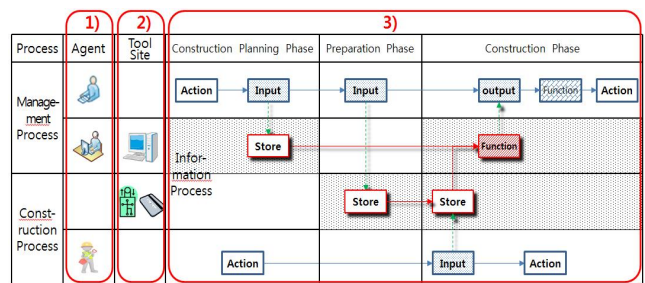 1) 2) 3)
Process Agent Tool Construction Planning Phase Preparation Phase Construction Phase
Site
Action Input Input output Function Action
Manage-
ment
Process
Store Function
Infor-
mation
Process
Store Store
Const-
ruction
Process
Action Input Action